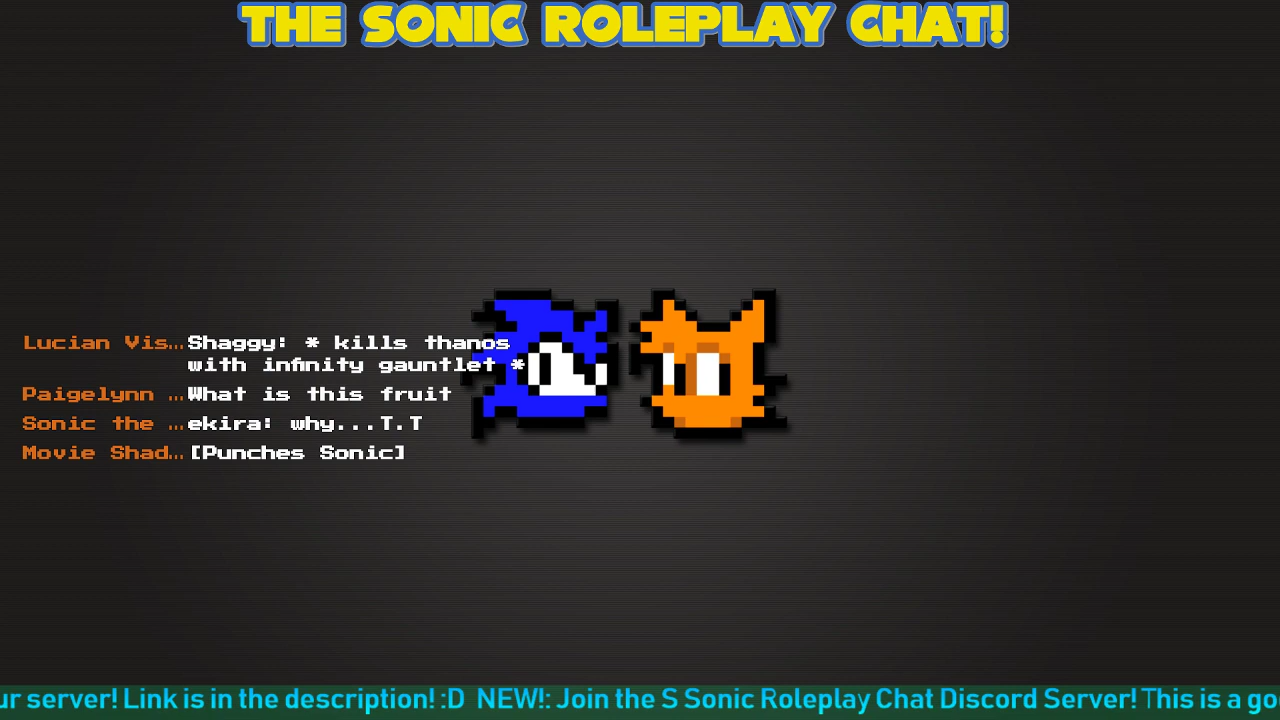 THE SONIC ROLEPLAY CHAT!
Lucian Vis... Shaggy: * kills thanos
with infinity gauntlet *
Paigelynn ... What is this fruit
Sonic the ... ekira: why...T.T
Movie Shad... [Punches Sonic]
ur server! Link is in the description! :D NEW!: Join the S Sonic Roleplay Chat Discord Server! This is a go